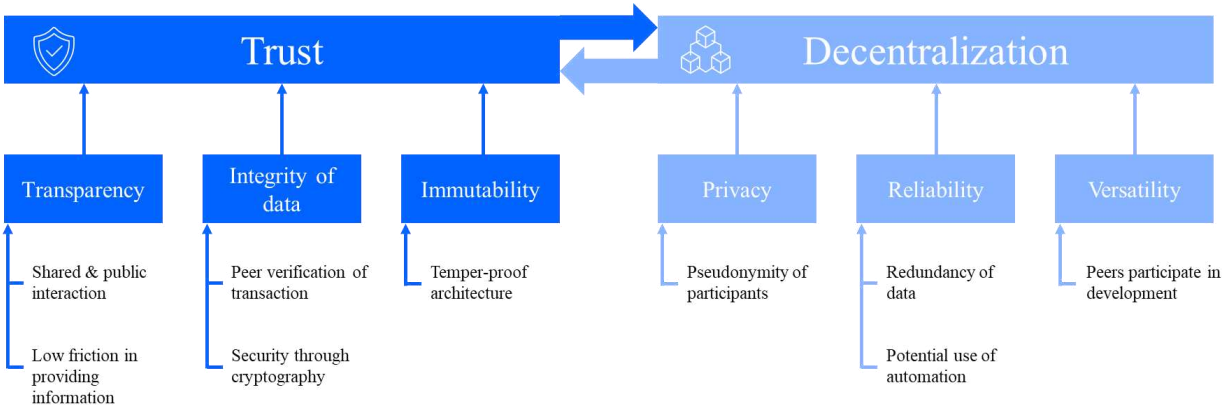 Trust
Decentralization
Transparency
Integrity of
data
Immutability
Privacy
Reliability
Versatility
Shared & public
interaction
Low friction in
providing
information
Peer verification of
transaction
Security through
cryptography
Temper-proof
architecture
Pseudonymity of
participants
Redundancy of
data
Potential use of
automation
Peers participate in
development